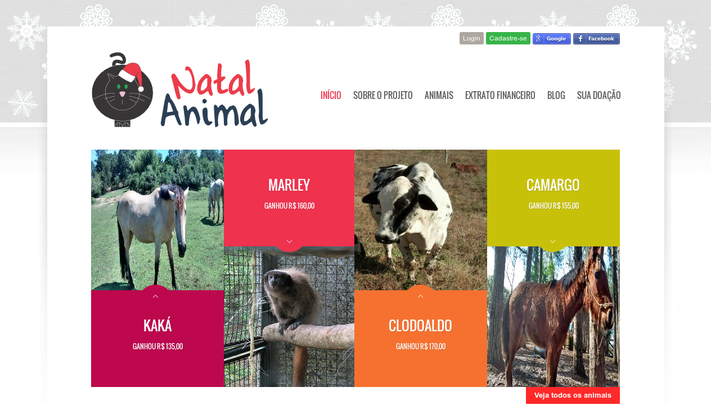 Login
Cadastre-se
Google
Facebook
Natal
Animal
INÍCIO
SOBRE O PROJETO
ANIMAIS
EXTRATO FINANCEIRO
BLOG
SUA DOAÇÃO
MARLEY
GANHOU R$ 160,00
CAMARGO
GANHOU R$ 155,00
KAKÁ
GANHOU R$ 135,00
CLODOALDO
GANHOU R$ 170,00
Veja todos os animais